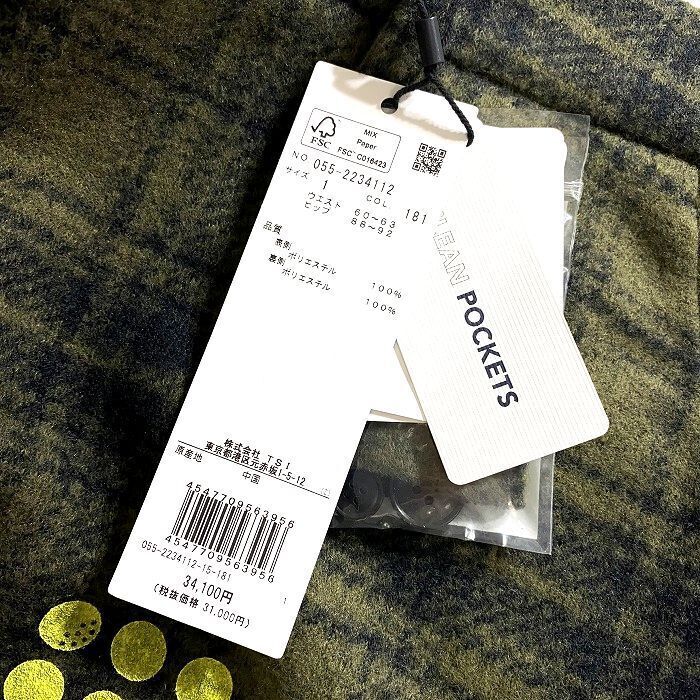 FSC
MIX
Paper
FSC® C016423
NO 055-2234112
サイズ COL
1 181
ウエスト 60~63
ヒップ 88~92
品質
表側
ポリエステル 100%
裏側
ポリエステル 100%
株式会社 TSI
東京都港区元赤坂1-5-12
原産地 中国
4547709563956
4547709563956
055-2234112-15-181
34,100円
(税抜価格 31,000円)
LEAN POCKETS